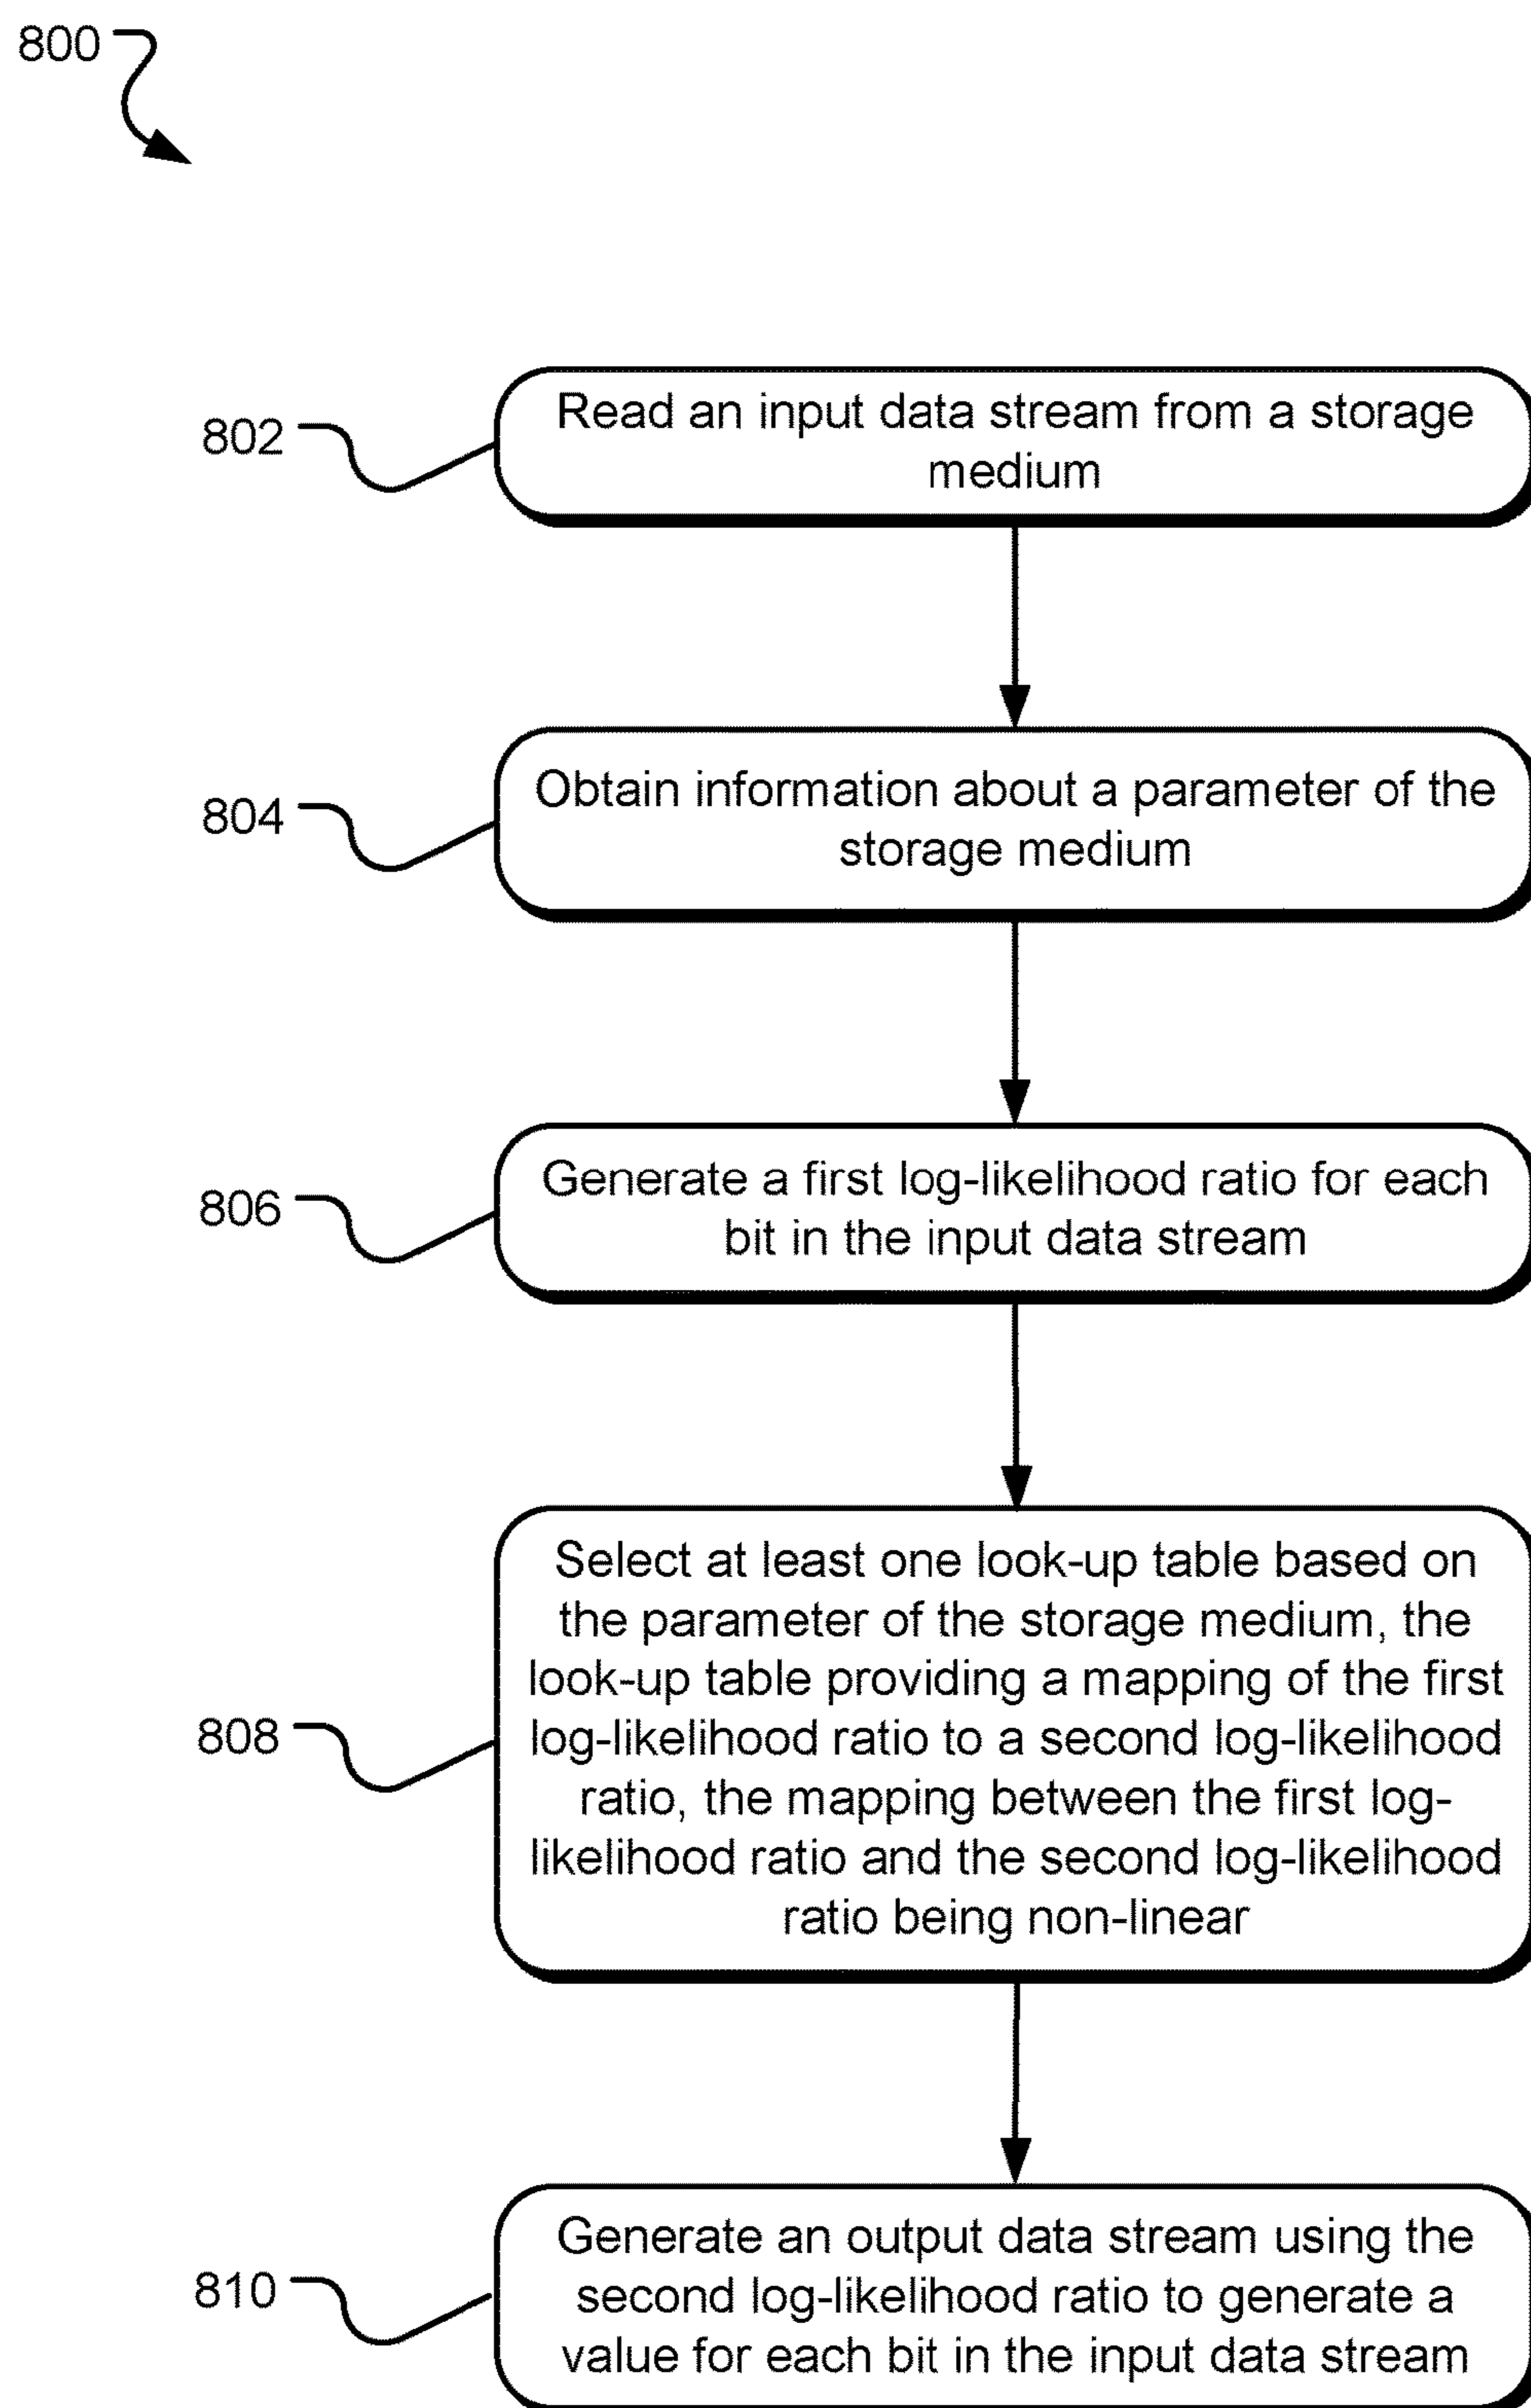 800
802
Read an input data stream from a storage
medium
804
Obtain information about a parameter of the
storage medium
806
Generate a first log-likelihood ratio for each
bit in the input data stream
808
Select at least one look-up table based on
the parameter of the storage medium, the
look-up table providing a mapping of the first
log-likelihood ratio to a second log-likelihood
ratio, the mapping between the first log-
likelihood ratio and the second log-likelihood
ratio being non-linear
810
Generate an output data stream using the
second log-likelihood ratio to generate a
value for each bit in the input data stream